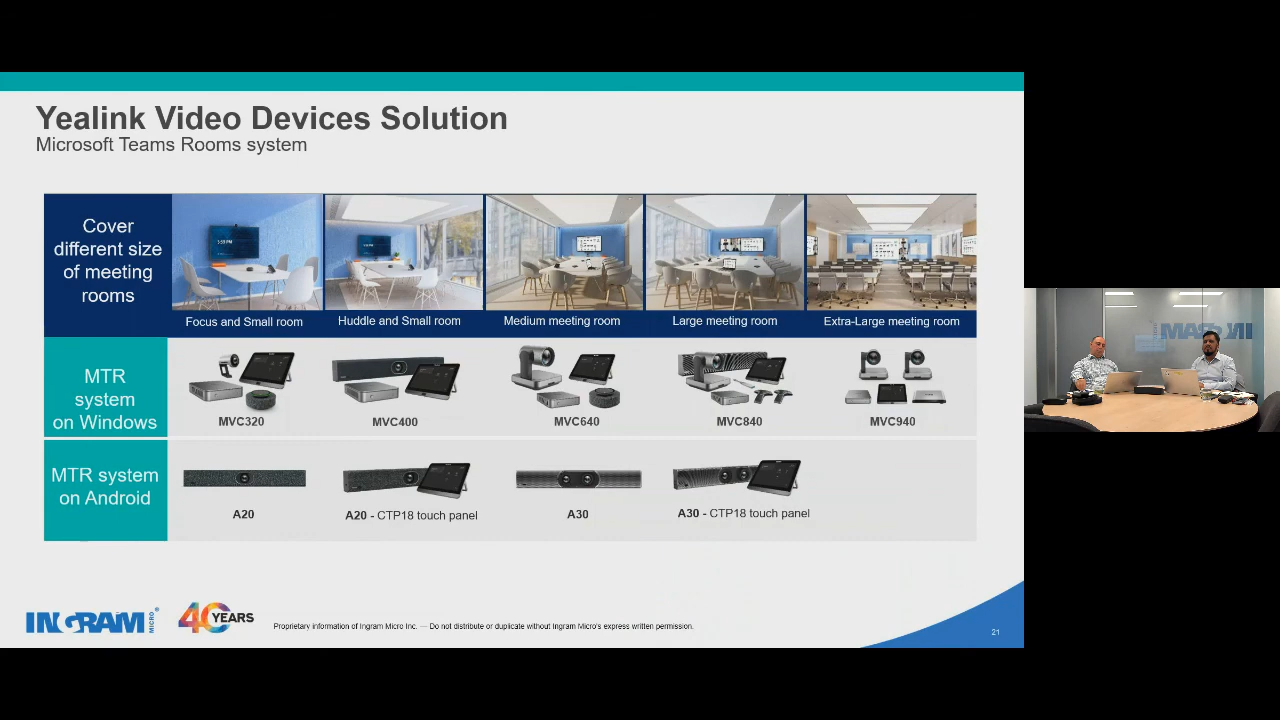 Yealink Video Devices Solution
Microsoft Teams Rooms system
Cover
different size
of meeting
rooms
Focus and Small room
Huddle and Small room
Medium meeting room
Large meeting room
Extra-Large meeting room
MTR
system
on Windows
MVC320
MVC400
MVC640
MVC840
MVC940
MTR system
on Android
A20
A20 - CTP18 touch panel
A30
A30 - CTP18 touch panel
INGRAM MICRO®
40 YEARS
Proprietary information of Ingram Micro Inc. — Do not distribute or duplicate without Ingram Micro's express written permission.
21